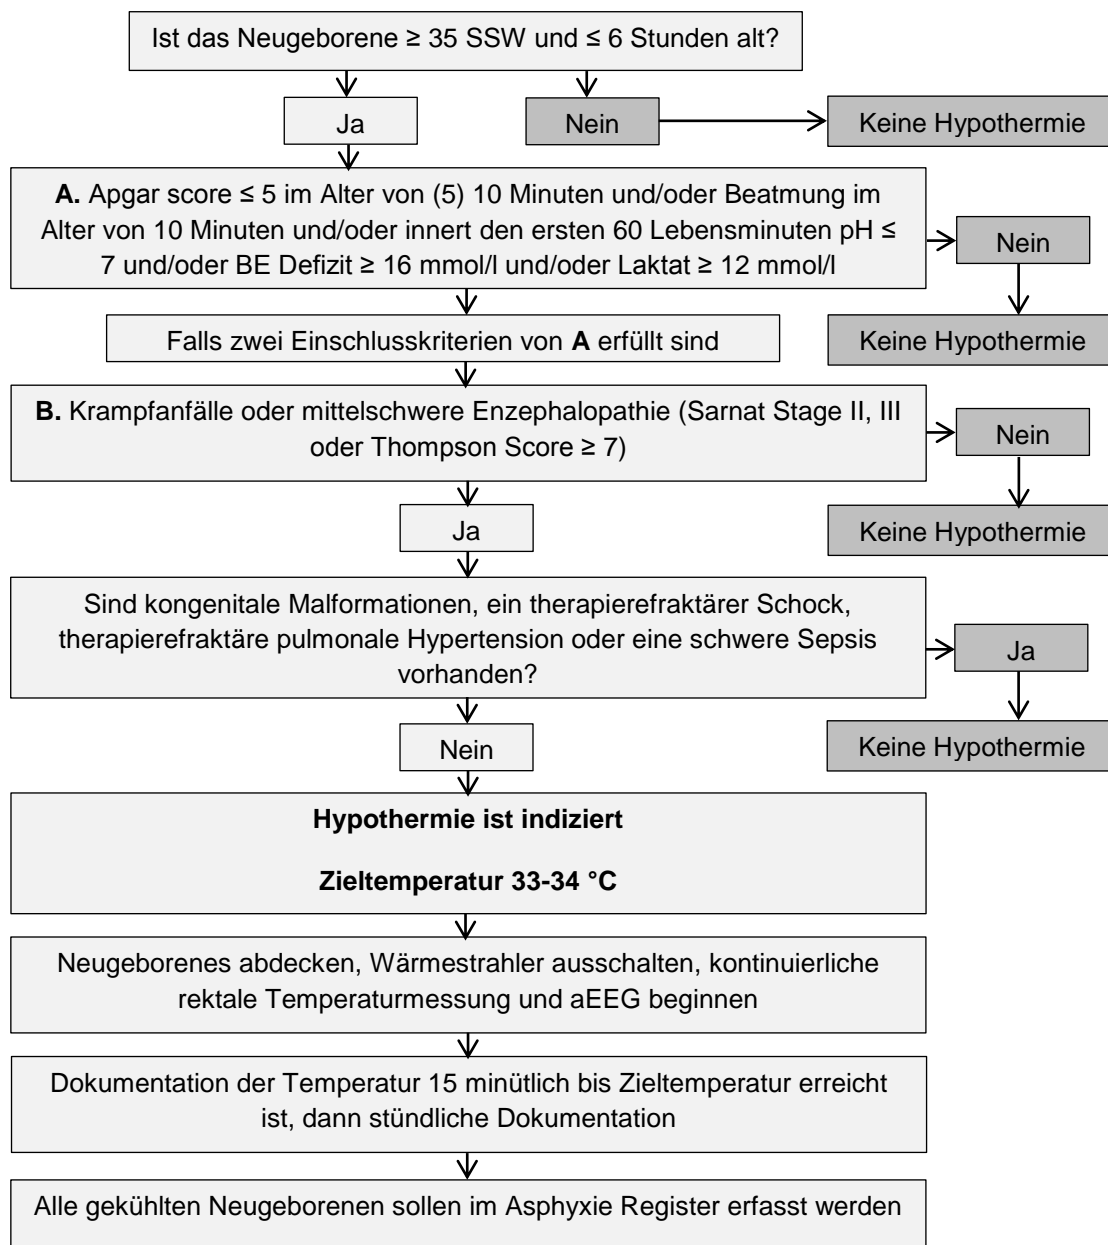 Ist das Neugeborene ≥ 35 SSW und ≤ 6 Stunden alt?
Ja
Nein
Keine Hypothermie
A. Apgar score ≤ 5 im Alter von (5) 10 Minuten und/oder Beatmung im
Alter von 10 Minuten und/oder innert den ersten 60 Lebensminuten pH ≤
7 und/oder BE Defizit ≥ 16 mmol/l und/oder Laktat ≥ 12 mmol/l
Nein
Keine Hypothermie
Falls zwei Einschlusskriterien von A erfüllt sind
B. Krampfanfälle oder mittelschwere Enzephalopathie (Sarnat Stage II, III
oder Thompson Score ≥ 7)
Nein
Keine Hypothermie
Ja
Sind kongenitale Malformationen, ein therapierefraktärer Schock,
therapierefraktäre pulmonale Hypertension oder eine schwere Sepsis
vorhanden?
Ja
Keine Hypothermie
Nein
Hypothermie ist indiziert
Zieltemperatur 33-34 °C
Neugeborenes abdecken, Wärmestrahler ausschalten, kontinuierliche
rektale Temperaturmessung und aEEG beginnen
Dokumentation der Temperatur 15 minütlich bis Zieltemperatur erreicht
ist, dann stündliche Dokumentation
Alle gekühlten Neugeborenen sollen im Asphyxie Register erfasst werden